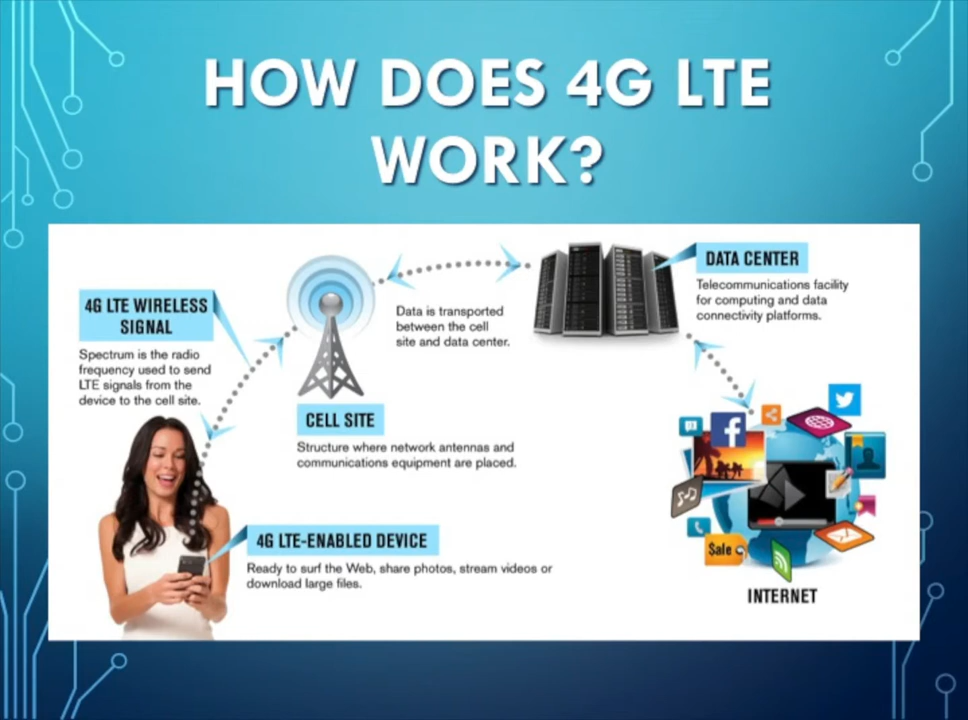 HOW DOES 4G LTE
WORK?
4G LTE WIRELESS
SIGNAL
Spectrum is the radio
frequency used to send
LTE signals from the
device to the cell site.
Data is transported
between the cell
site and data center.
DATA CENTER
Telecommunications facility
for computing and data
connectivity platforms.
CELL SITE
Structure where network antennas and
communications equipment are placed.
4G LTE-ENABLED DEVICE
Ready to surf the Web, share photos, stream videos or
download large files.
f
$ale
INTERNET